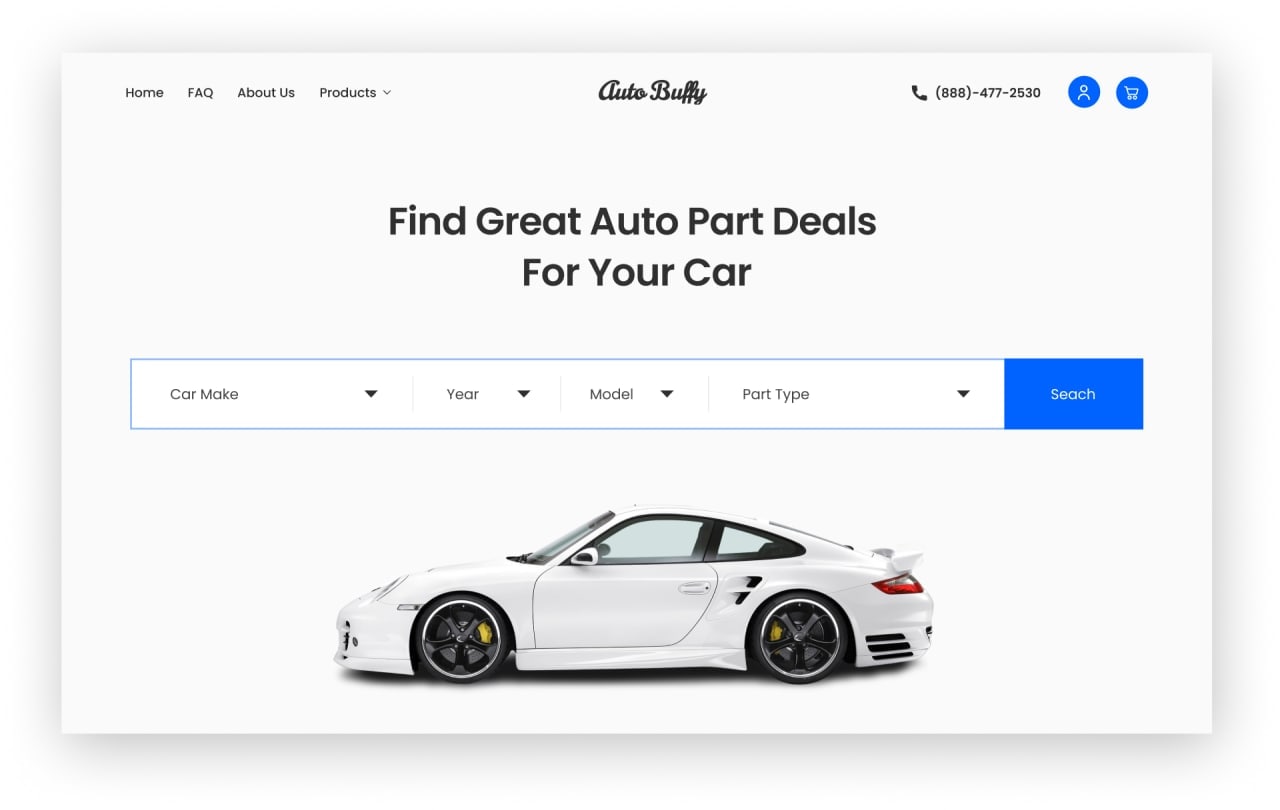 Home FAQ About Us Products
Auto Buffy
(888)-477-2530
Find Great Auto Part Deals
For Your Car
Car Make Year Model Part Type Seach